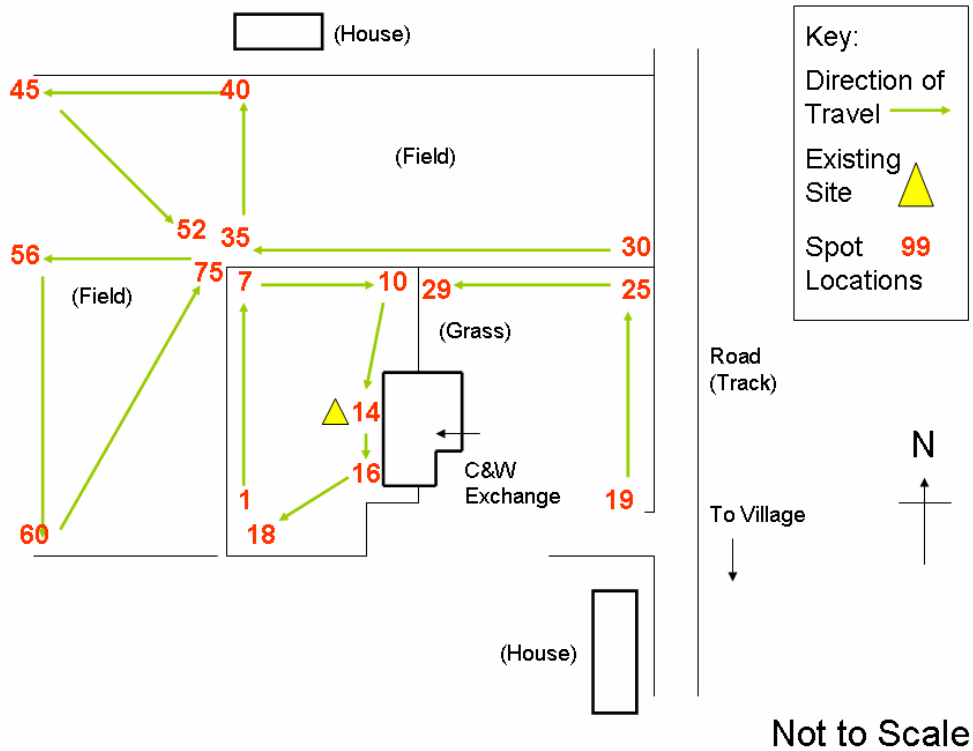 (House)
Key:
Direction of
Travel
Existing
Site
Spot 99
Locations
45
40
(Field)
52
35
30
56
75
7
10
29
25
(Field)
(Grass)
Road
(Track)
14
16
C&W
Exchange
1
18
19
60
N
To Village
(House)
Not to Scale